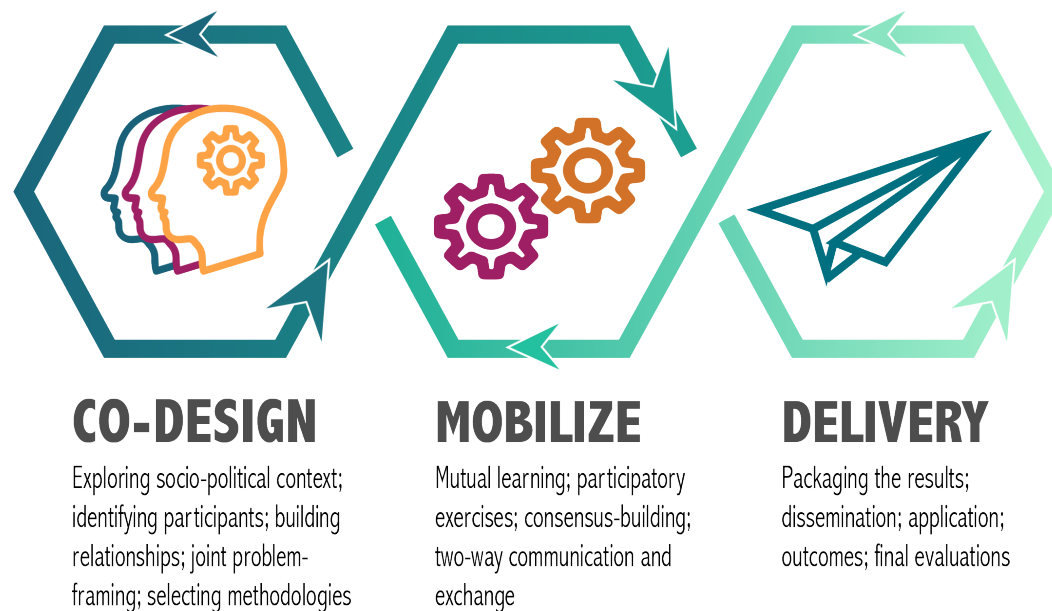 CO-DESIGN
Exploring socio-political context;
identifying participants; building
relationships; joint problem-
framing; selecting methodologies
MOBILIZE
Mutual learning; participatory
exercises; consensus-building;
two-way communication and
exchange
DELIVERY
Packaging the results;
dissemination; application;
outcomes; final evaluations